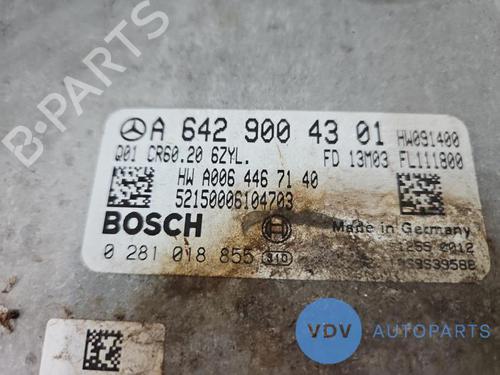 A 642 900 43 01 HW091400
Q01 CR60.20 6ZYL. FD 13M03 FL111800
HW A006 446 71 40
52150006104703
BOSCH Made in Germany
0 281 018 855 310
VDV AUTOPARTS